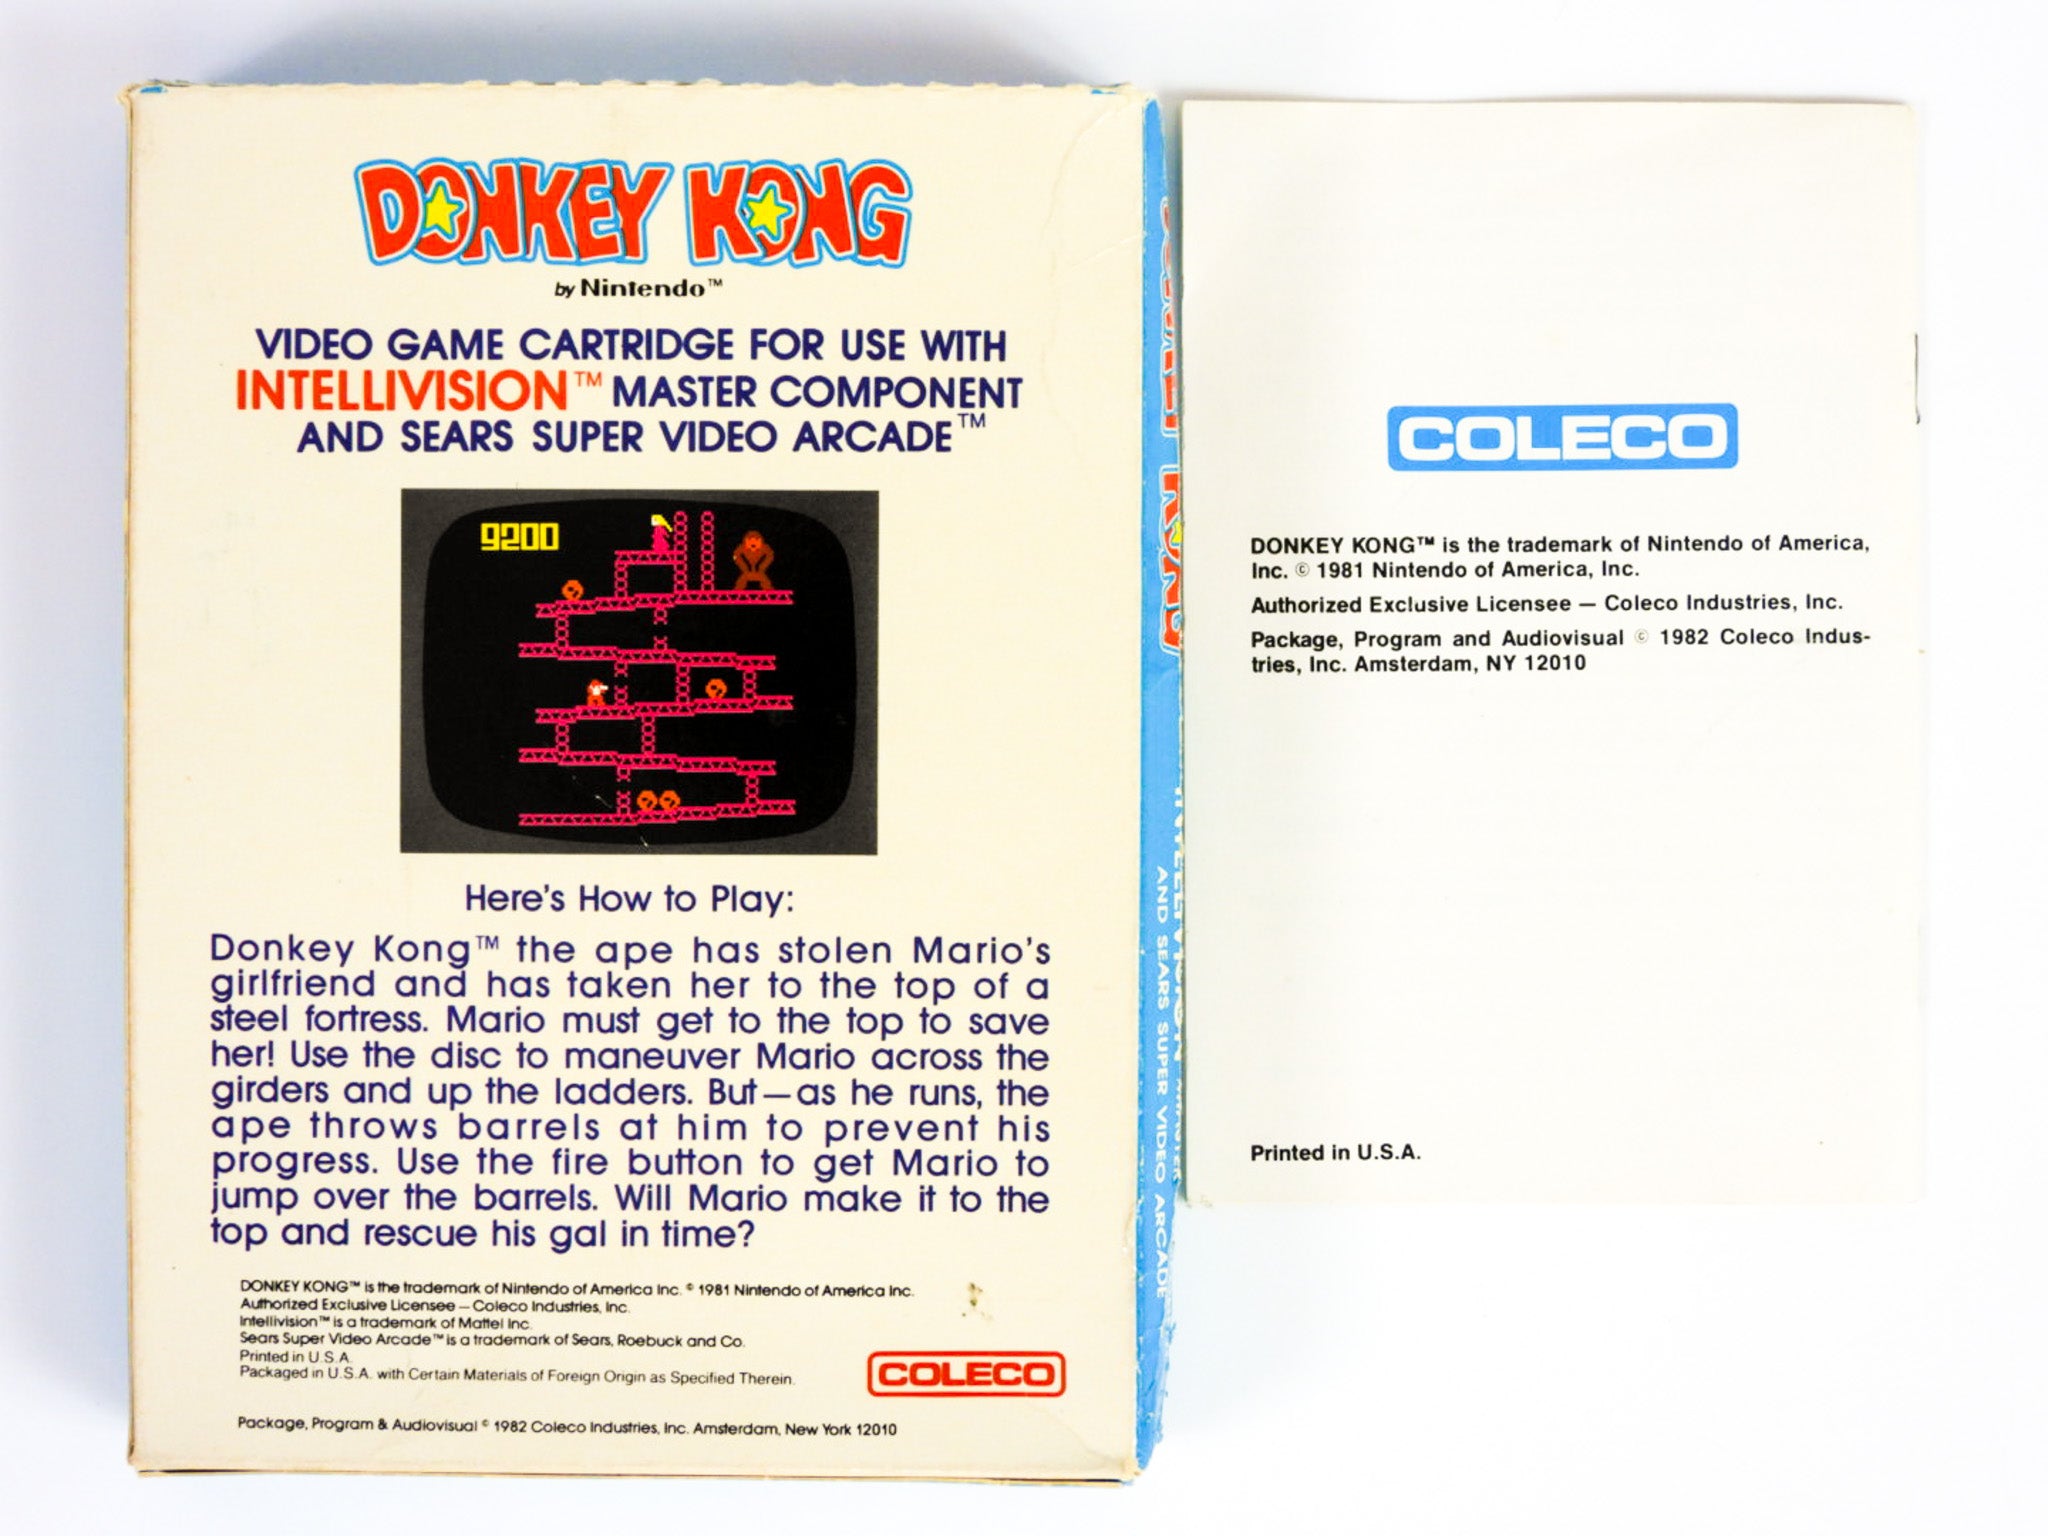 DONKEY KONG
by Nintendo™
VIDEO GAME CARTRIDGE FOR USE WITH
INTELLIVISION™ MASTER COMPONENT
AND SEARS SUPER VIDEO ARCADE™
9200
Here's How to Play:
Donkey Kong™ the ape has stolen Mario's
girlfriend and has taken her to the top of a
steel fortress. Mario must get to the top to save
her! Use the disc to maneuver Mario across the
girders and up the ladders. But—as he runs, the
ape throws barrels at him to prevent his
progress. Use the fire button to get Mario to
jump over the barrels. Will Mario make it to the
top and rescue his gal in time?
DONKEY KONG™ is the trademark of Nintendo of America Inc. © 1981 Nintendo of America Inc.
Authorized Exclusive Licensee – Coleco Industries, Inc.
Intellivision™ is a trademark of Mattel Inc.
Sears Super Video Arcade™ is a trademark of Sears, Roebuck and Co.
Printed in U.S.A.
Packaged in U.S.A. with Certain Materials of Foreign Origin as Specified Therein.
COLECO
Package, Program & Audiovisual © 1982 Coleco Industries, Inc. Amsterdam, New York 12010
DONKEY KONG
INTELLIVISION MASTER
AND SEARS SUPER VIDEO ARCADE
COLECO
DONKEY KONG™ is the trademark of Nintendo of America,
Inc. © 1981 Nintendo of America, Inc.
Authorized Exclusive Licensee — Coleco Industries, Inc.
Package, Program and Audiovisual © 1982 Coleco Indus-
tries, Inc. Amsterdam, NY 12010
Printed in U.S.A.